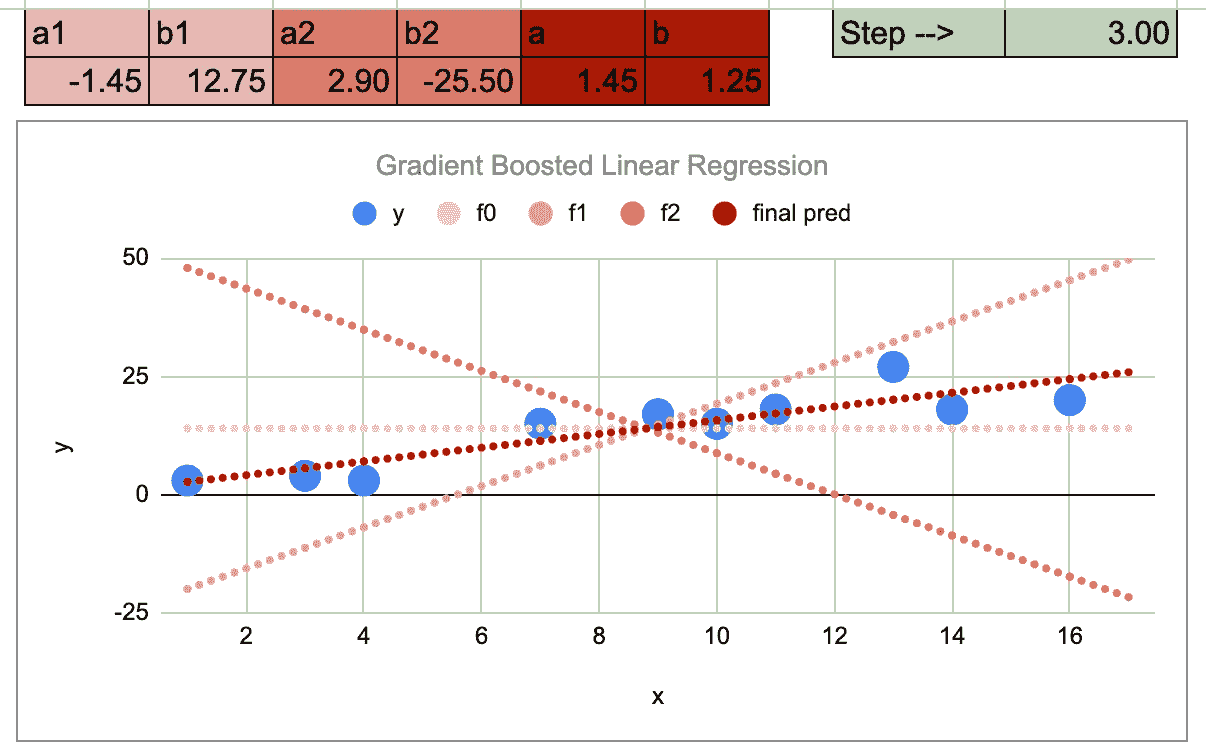 a1 b1 a2 b2 a b Step --> 3.00
-1.45 12.75 2.90 -25.50 1.45 1.25
Gradient Boosted Linear Regression
y f0 f1 f2 final pred
50
25
0
-25
y
2 4 6 8 10 12 14 16
x